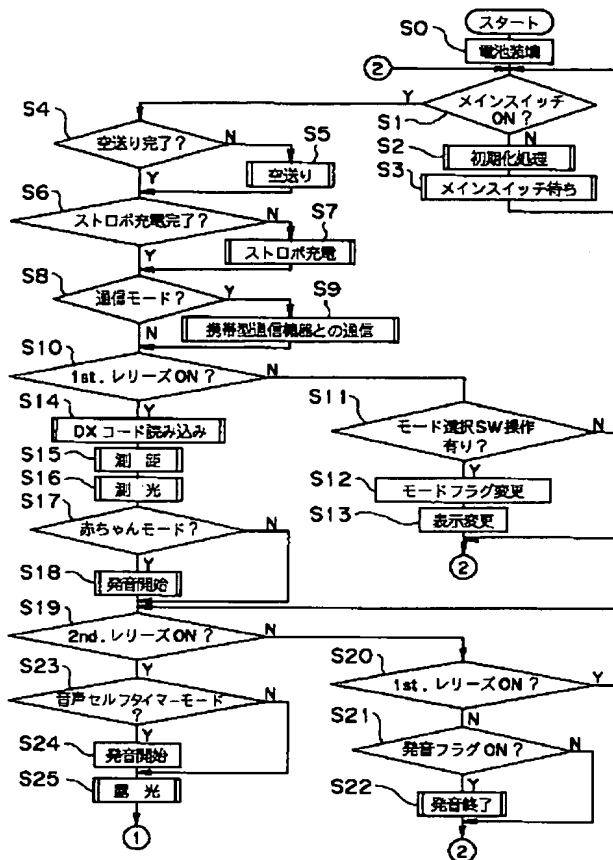 スタート
S0
電池装填
②
メインスイッチ
ON?
Y
S1
N
S2
初期化処理
S3
メインスイッチ待ち
S4
空送り完了?
N
S5
Y
空送り
S6
ストロボ充電完了?
N
S7
Y
ストロボ充電
S8
通信モード?
Y
S9
N
携帯型通信機器との通信
S10
1st.レリーズON?
N
Y
S14
DXコード読み込み
S15
測距
S16
測光
S11
モード選択SW操作
有り?
N
Y
S12
モードフラグ変更
S13
表示変更
②
S17
赤ちゃんモード?
N
Y
S18
発音開始
S19
2nd.レリーズON?
N
Y
S20
1st.レリーズON?
Y
N
S21
発音フラグON?
N
Y
S22
発音終了
②
S23
音声セルフタイマーモード
?
N
Y
S24
発音開始
S25
露光
①